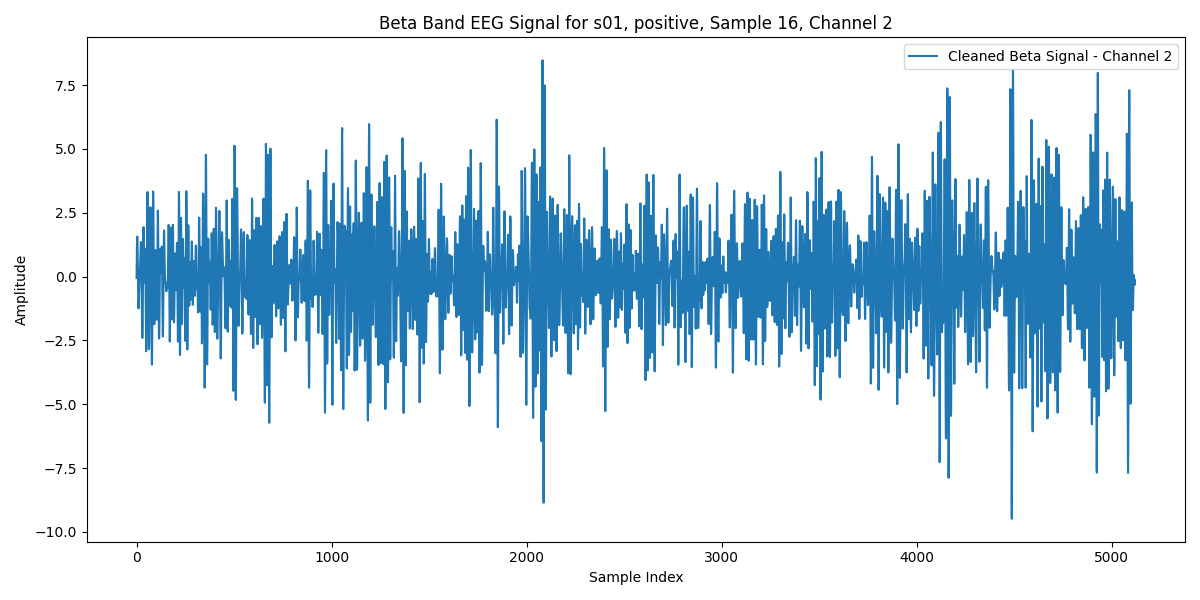 Beta Band EEG Signal for s01, positive, Sample 16, Channel 2
Cleaned Beta Signal - Channel 2
Amplitude
7.5
5.0
2.5
0.0
−2.5
−5.0
−7.5
−10.0
0 1000 2000 3000 4000 5000
Sample Index